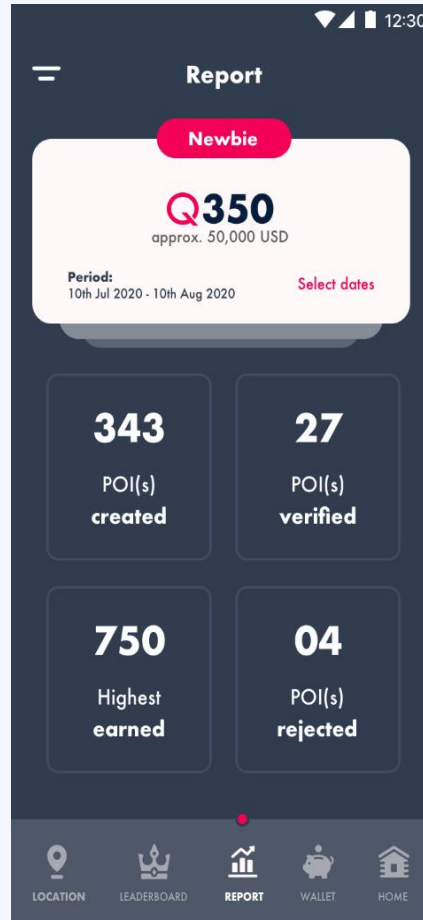 12:30
Report
Newbie
Q350
approx. 50,000 USD
Period:
10th Jul 2020 - 10th Aug 2020
Select dates
343
POI(s)
created
27
POI(s)
verified
750
Highest
earned
04
POI(s)
rejected
LOCATION
LEADERBOARD
REPORT
WALLET
HOME